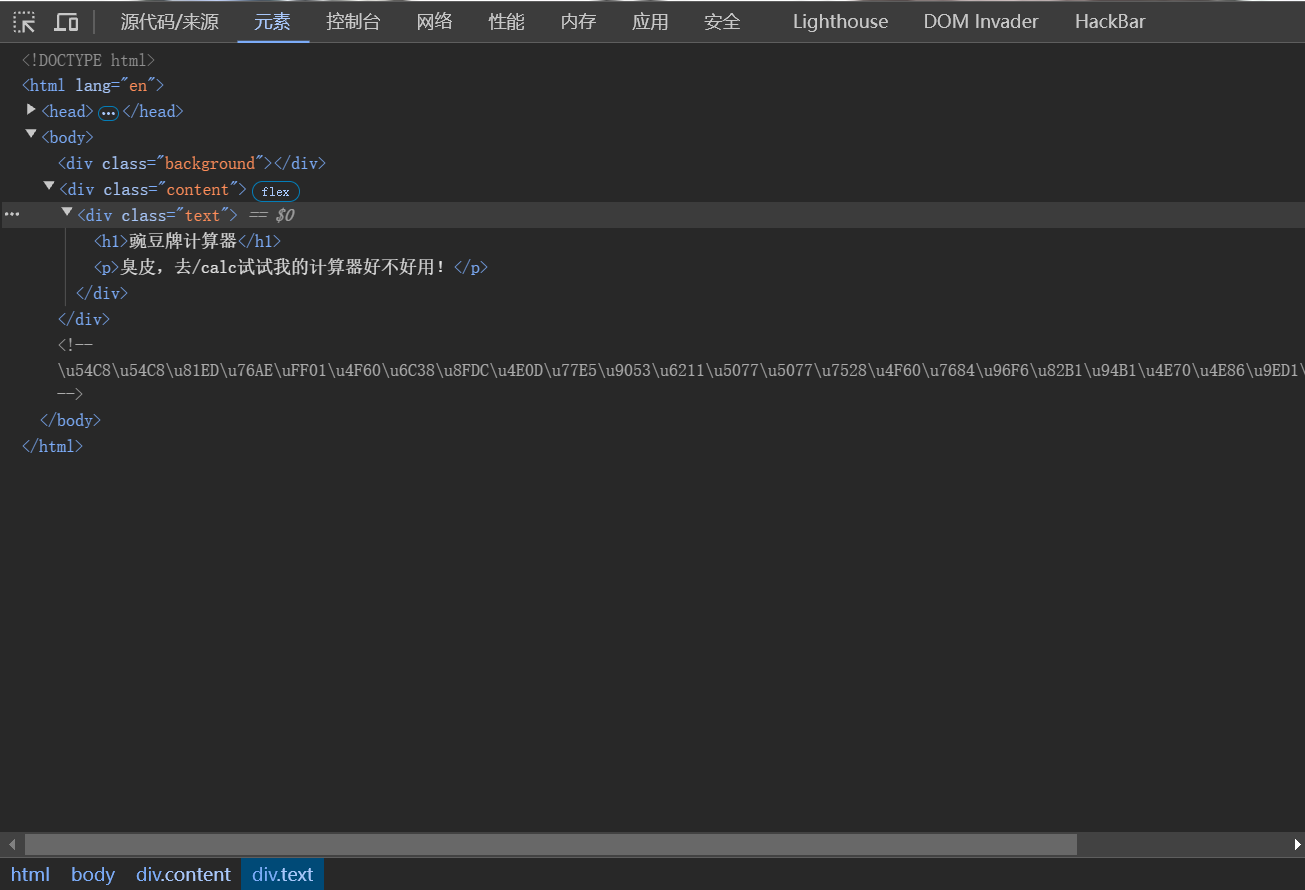 源代码/来源 元素 控制台 网络 性能 内存 应用 安全 Lighthouse DOM Invader HackBar
<!DOCTYPE html>
<html lang="en">
<head> ••• </head>
<body>
<div class="background"></div>
<div class="content"> flex
••• <div class="text"> == $0
<h1>豌豆牌计算器</h1>
<p>臭皮，去/calc试试我的计算器好不好用！</p>
</div>
</div>
<!--
\u54C8\u54C8\u81ED\u76AE\uFF01\u4F60\u6C38\u8FDC\u4E0D\u77E5\u9053\u6211\u5077\u5077\u7528\u4F60\u7684\u96F6\u82B1\u94B1\u4E70\u4E86\u9ED1\
-->
</body>
</html>
html body div.content div.text